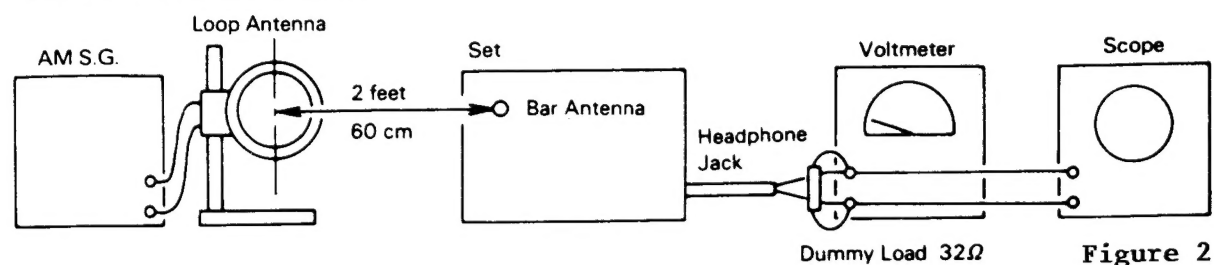 Loop Antenna
AM S.G.
Set
Voltmeter
Scope
2 feet
60 cm
Bar Antenna
Headphone
Jack
Dummy Load 32Ω
Figure 2